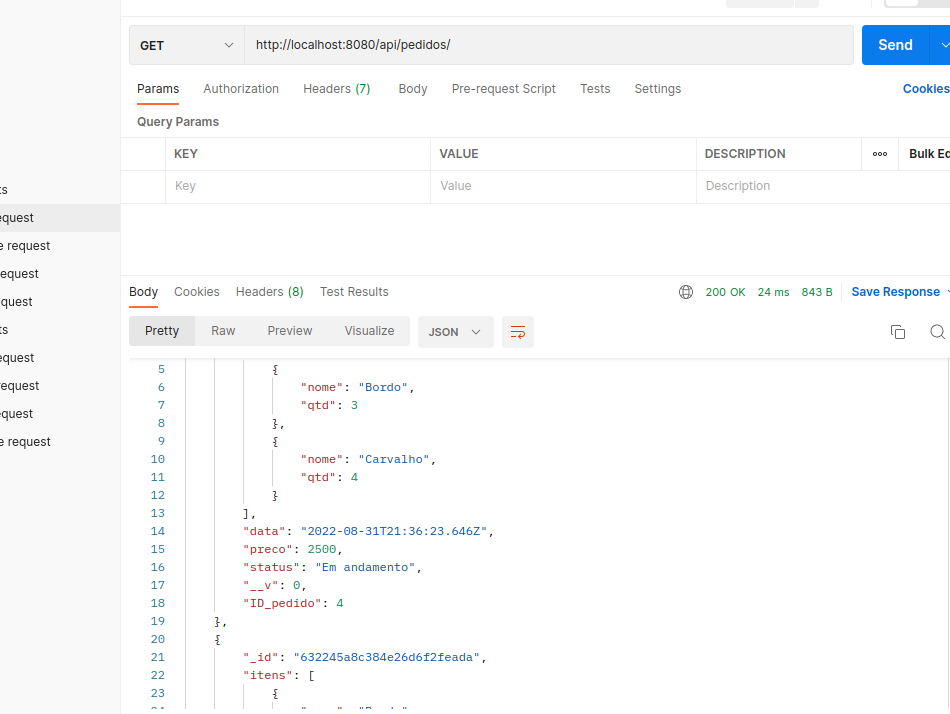 GET http://localhost:8080/api/pedidos/ Send
Params Authorization Headers (7) Body Pre-request Script Tests Settings Cookies
Query Params
KEY VALUE DESCRIPTION Bulk Ed
Key Value Description
ts
equest
e request
equest
quest
ts
equest
request
equest
e request
Body Cookies Headers (8) Test Results 200 OK 24 ms 843 B Save Response
Pretty Raw Preview Visualize JSON
5 {
6 "nome": "Bordo",
7 "qtd": 3
8 },
9 {
10 "nome": "Carvalho",
11 "qtd": 4
12 }
13 ],
14 "data": "2022-08-31T21:36:23.646Z",
15 "preco": 2500,
16 "status": "Em andamento",
17 "__v": 0,
18 "ID_pedido": 4
19 },
20 {
21 "_id": "632245a8c384e26d6f2feada",
22 "itens": [
23 {